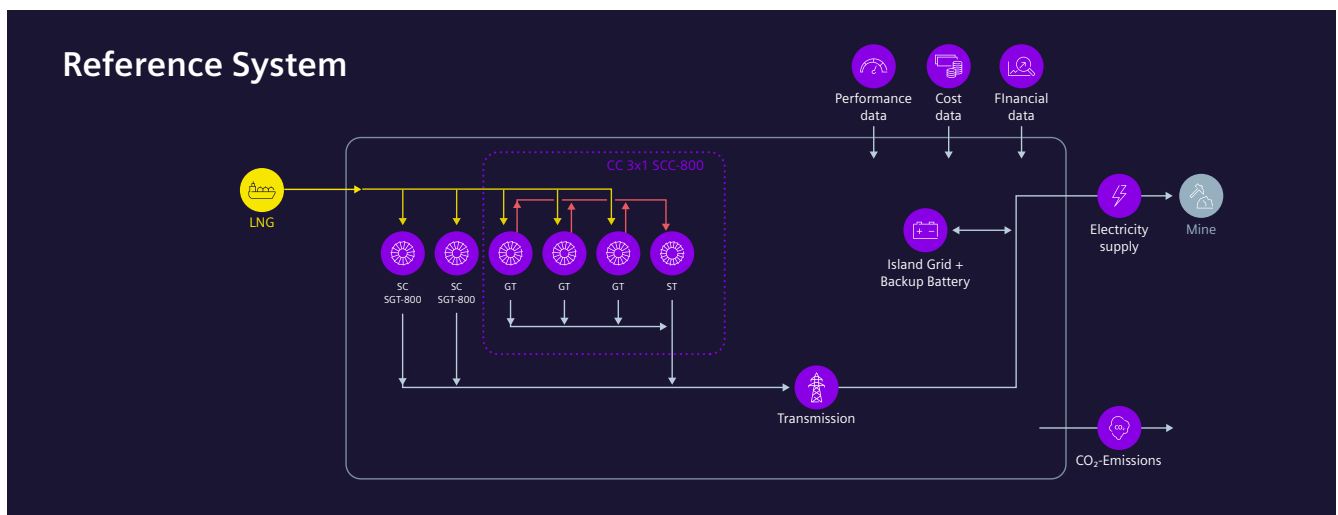 Reference System
Performance
data
Cost
data
FInancial
data
CC 3x1 SCC-800
LNG
Electricity
supply
Mine
Island Grid +
Backup Battery
SC
SGT-800
SC
SGT-800
GT
GT
GT
ST
Transmission
CO₂
CO₂-Emissions